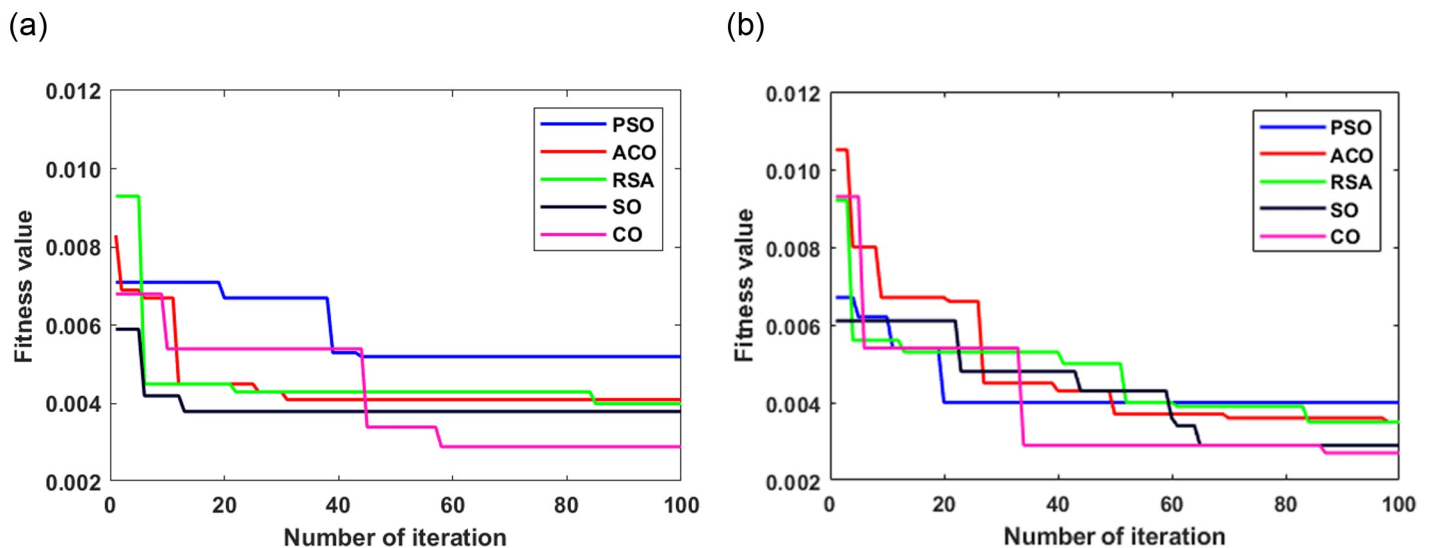 (a)
0.012
0.010
0.008
0.006
0.004
0.002
Fitness value
0 20 40 60 80 100
Number of iteration
PSO
ACO
RSA
SO
CO
(b)
0.012
0.010
0.008
0.006
0.004
0.002
Fitness value
0 20 40 60 80 100
Number of iteration
PSO
ACO
RSA
SO
CO